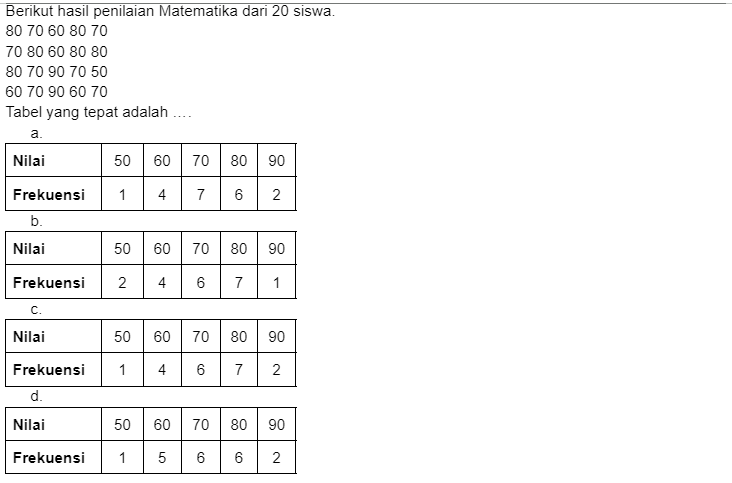 Berikut hasil penilaian Matematika dari 20 siswa.
80 70 60 80 70
70 80 60 80 80
80 70 90 70 50
60 70 90 60 70
Tabel yang tepat adalah ....
a.
Nilai 50 60 70 80 90
Frekuensi 1 4 7 6 2
b.
Nilai 50 60 70 80 90
Frekuensi 2 4 6 7 1
c.
Nilai 50 60 70 80 90
Frekuensi 1 4 6 7 2
d.
Nilai 50 60 70 80 90
Frekuensi 1 5 6 6 2